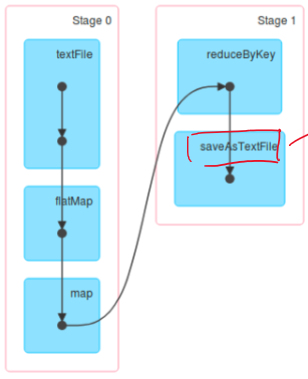 Stage 0
textFile
flatMap
map
Stage 1
reduceByKey
saveAsTextFile